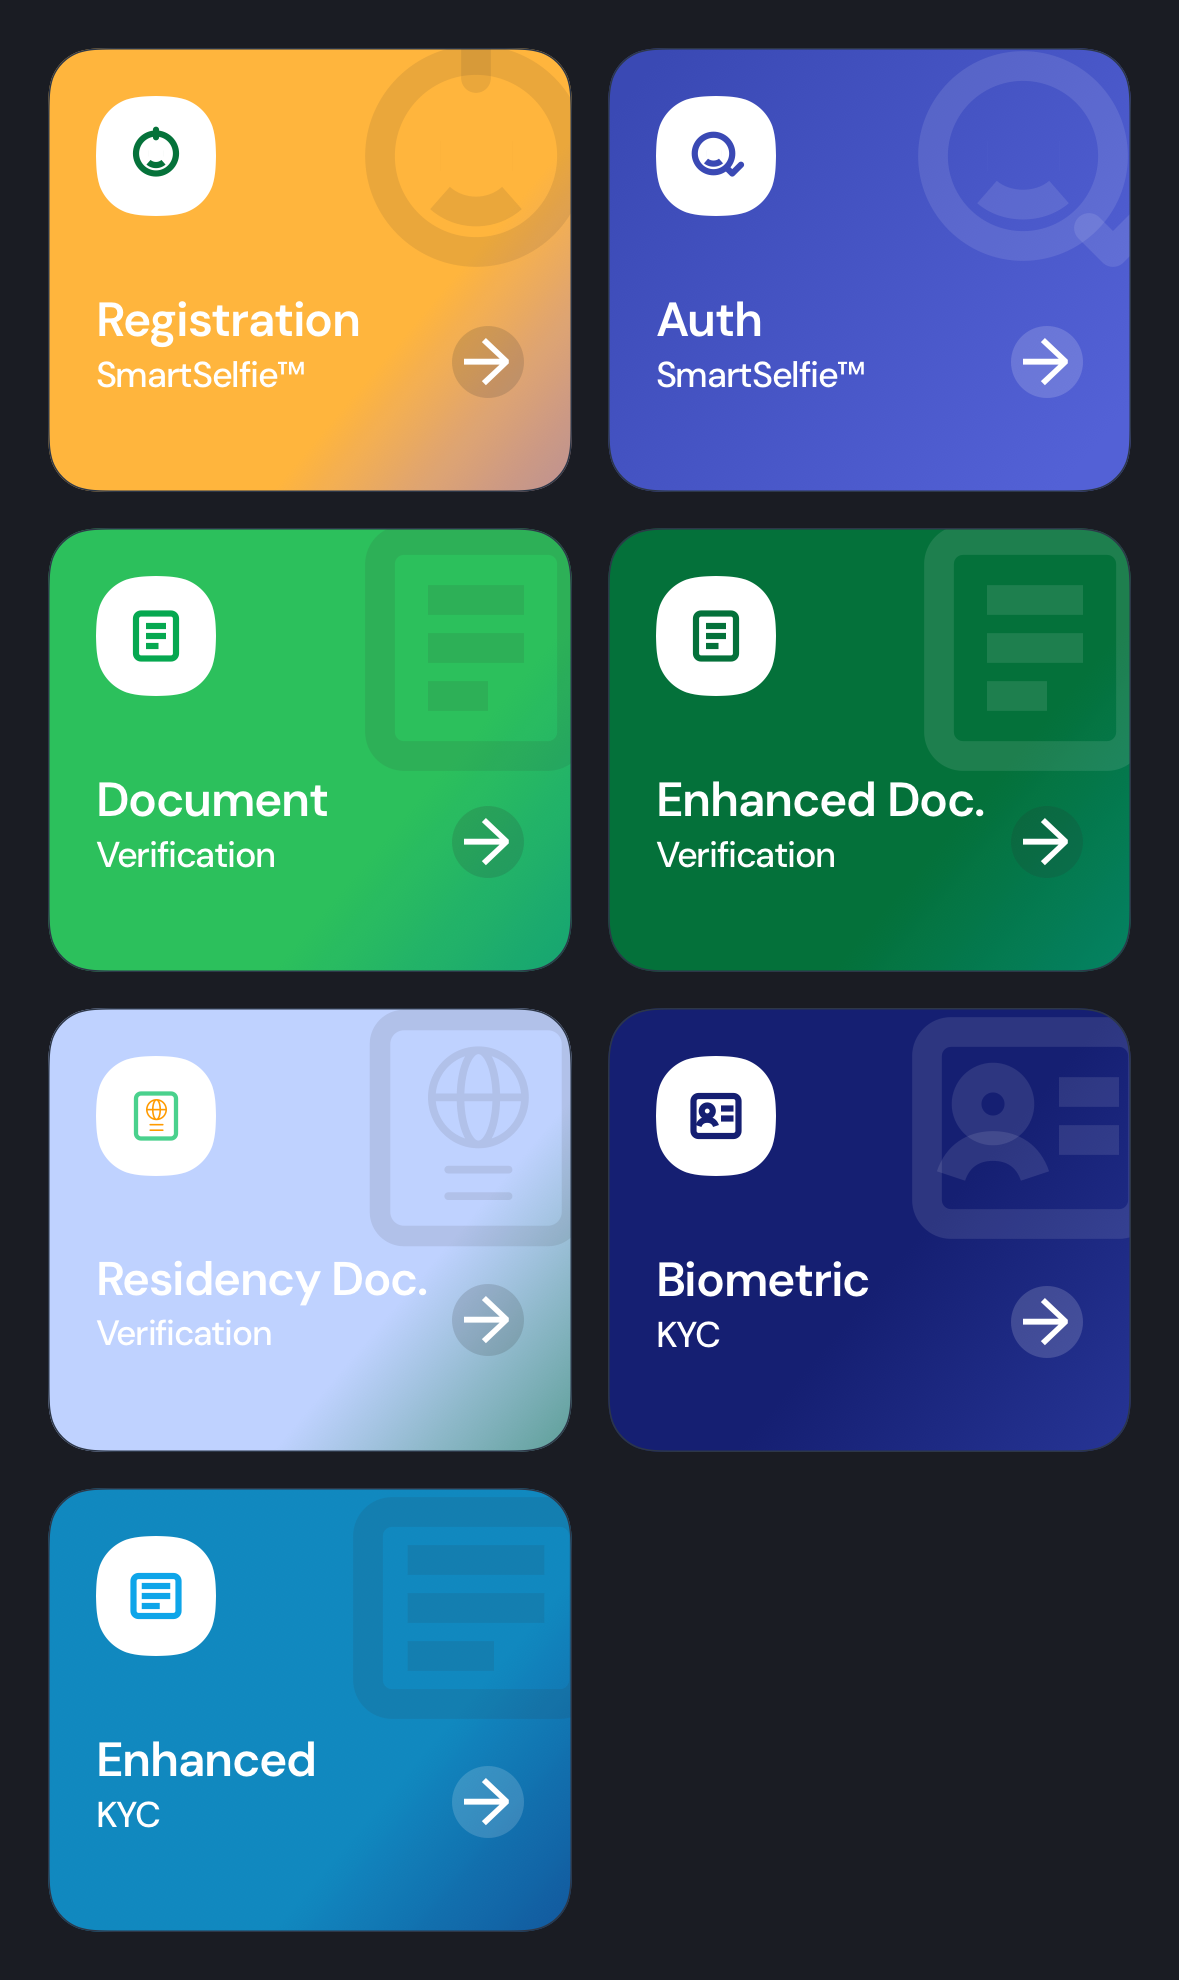 Registration
SmartSelfie™
Auth
SmartSelfie™
Document
Verification
Enhanced Doc.
Verification
Residency Doc.
Verification
Biometric
KYC
Enhanced
KYC